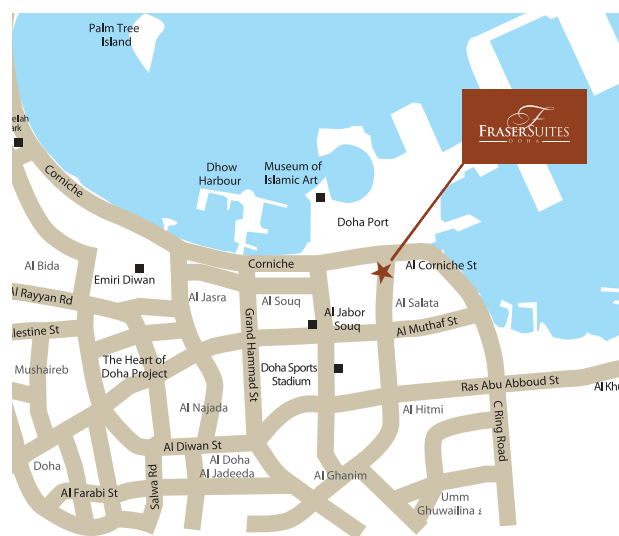 Palm Tree
Island
FRASER SUITES
DOHA
Corniche
Dhow
Harbour
Museum of
Islamic Art
Doha Port
Al Bida
Emiri Diwan
Corniche
Al Corniche St
Al Rayyan Rd
Al Jasra
Al Souq
Al Jabor
Souq
Al Salata
Grand Hammad St
Al Muthaf St
Mushaireb
The Heart of
Doha Project
Doha Sports
Stadium
Ras Abu Abboud St
Al Najada
Al Hitmi
C Ring Road
Al Diwan St
Doha
Salwa Rd
Al Doha
Al Jadeeda
Al Ghanim
Al Farabi St
Umm
Ghuwailina